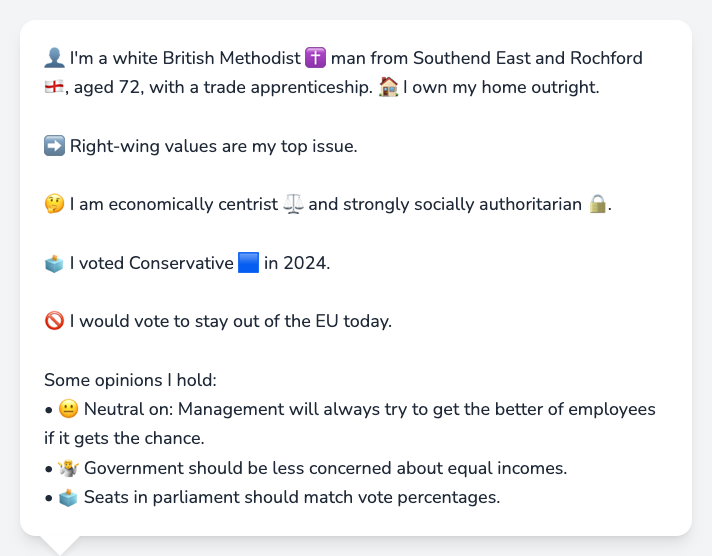 👤 I'm a white British Methodist ✝️ man from Southend East and Rochford
🏴󠁧󠁢󠁥󠁮󠁧󠁿, aged 72, with a trade apprenticeship. 🏠 I own my home outright.
➡️ Right-wing values are my top issue.
🤔 I am economically centrist ⚖️ and strongly socially authoritarian 🔒.
🗳️ I voted Conservative 🟦 in 2024.
🚫 I would vote to stay out of the EU today.
Some opinions I hold:
• 😐 Neutral on: Management will always try to get the better of employees
if it gets the chance.
• 🤷 Government should be less concerned about equal incomes.
• 🗳️ Seats in parliament should match vote percentages.